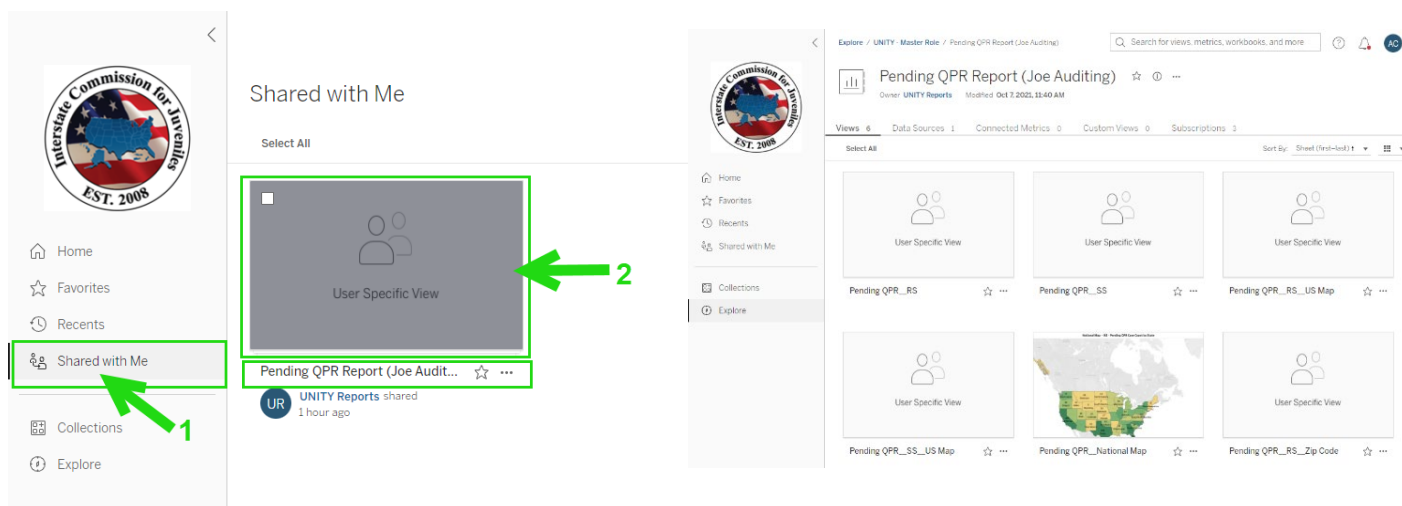 Interstate Commission for Juveniles
EST. 2008
Home
Favorites
Recents
Shared with Me
1
Collections
Explore
Shared with Me
Select All
User Specific View
2
Pending QPR Report (Joe Audit...
UR
UNITY Reports shared
1 hour ago
Interstate Commission for Juveniles
EST. 2008
Home
Favorites
Recents
Shared with Me
Collections
Explore
Explore / UNITY - Master Role / Pending QPR Report (Joe Auditing)
Search for views, metrics, workbooks, and more
AC
Pending QPR Report (Joe Auditing)
Owner UNITY Reports Modified Oct 7, 2021, 11:40 AM
Views 6 Data Sources 1 Connected Metrics 0 Custom Views 0 Subscriptions 3
Select All
Sort By: Sheet (first–last)
User Specific View
User Specific View
User Specific View
Pending QPR__RS
Pending QPR__SS
Pending QPR__RS__US Map
User Specific View
User Specific View
Pending QPR__SS__US Map
Pending QPR__National Map
Pending QPR__RS__Zip Code